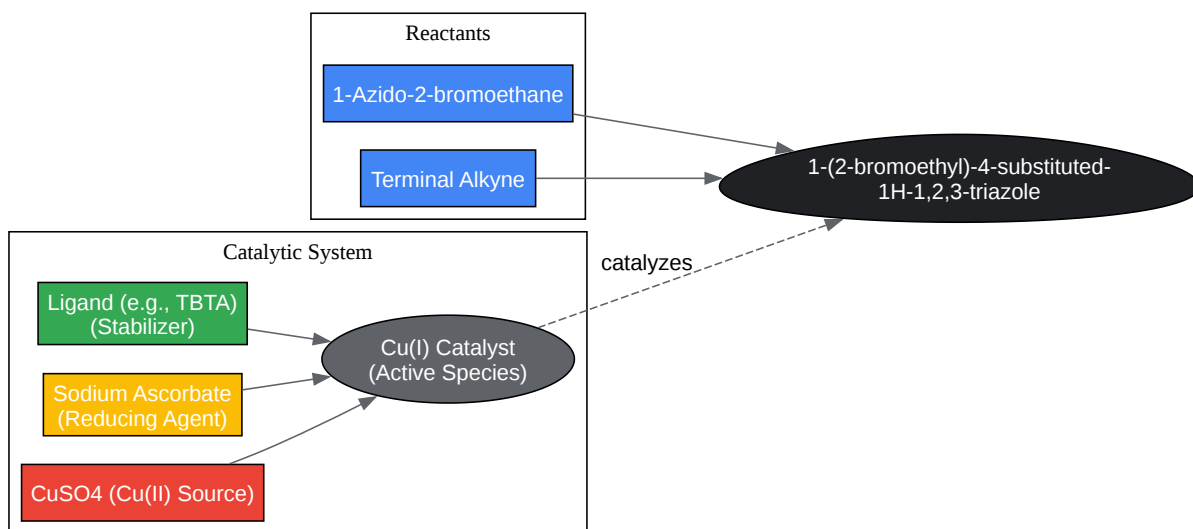 Reactants
1-Azido-2-bromoethane
Terminal Alkyne
1-(2-bromoethyl)-4-substituted-
1H-1,2,3-triazole
Catalytic System
catalyzes
Ligand (e.g., TBTA)
(Stabilizer)
Cu(I) Catalyst
(Active Species)
Sodium Ascorbate
(Reducing Agent)
CuSO4 (Cu(II) Source)